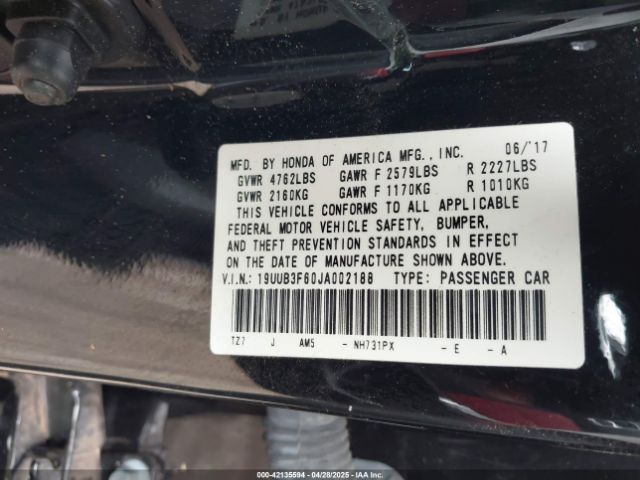 MFD. BY HONDA OF AMERICA MFG., INC. 06/'17
GVWR 4762LBS GAWR F 2579LBS R 2227LBS
GVWR 2160KG GAWR F 1170KG R 1010KG
THIS VEHICLE CONFORMS TO ALL APPLICABLE
FEDERAL MOTOR VEHICLE SAFETY, BUMPER,
AND THEFT PREVENTION STANDARDS IN EFFECT
ON THE DATE OF MANUFACTURE SHOWN ABOVE.
V.I.N.: 19UUB3F60JA002188 TYPE: PASSENGER CAR
TZ7 J AM5 - NH731PX - E - A
000-42135594 - 04/28/2025 - IAA Inc.